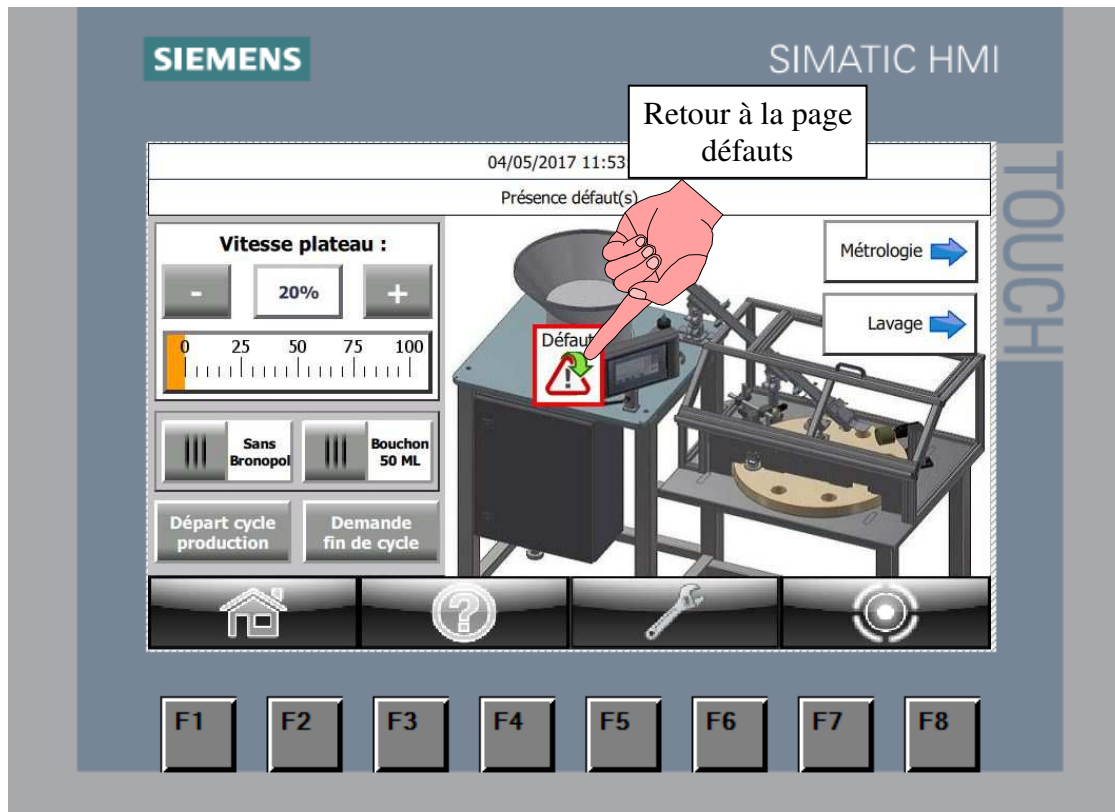 SIEMENS
SIMATIC HMI
TOUCH
Retour à la page
défauts
04/05/2017 11:53
Présence défaut(s)
Vitesse plateau :
- 20% +
0 25 50 75 100
Métrologie
Lavage
Défaut
Sans
Bronopol
Bouchon
50 ML
Départ cycle
production
Demande
fin de cycle
F1 F2 F3 F4 F5 F6 F7 F8